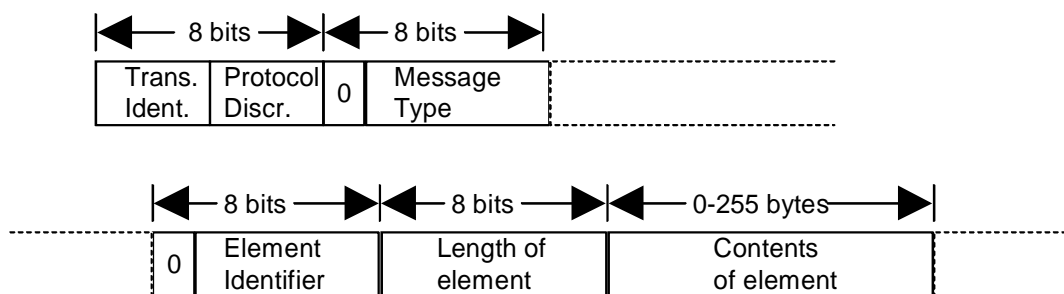 8 bits 8 bits
Trans. Protocol 0 Message
Ident. Discr. Type
8 bits 8 bits 0-255 bytes
0 Element Length of Contents
Identifier element of element